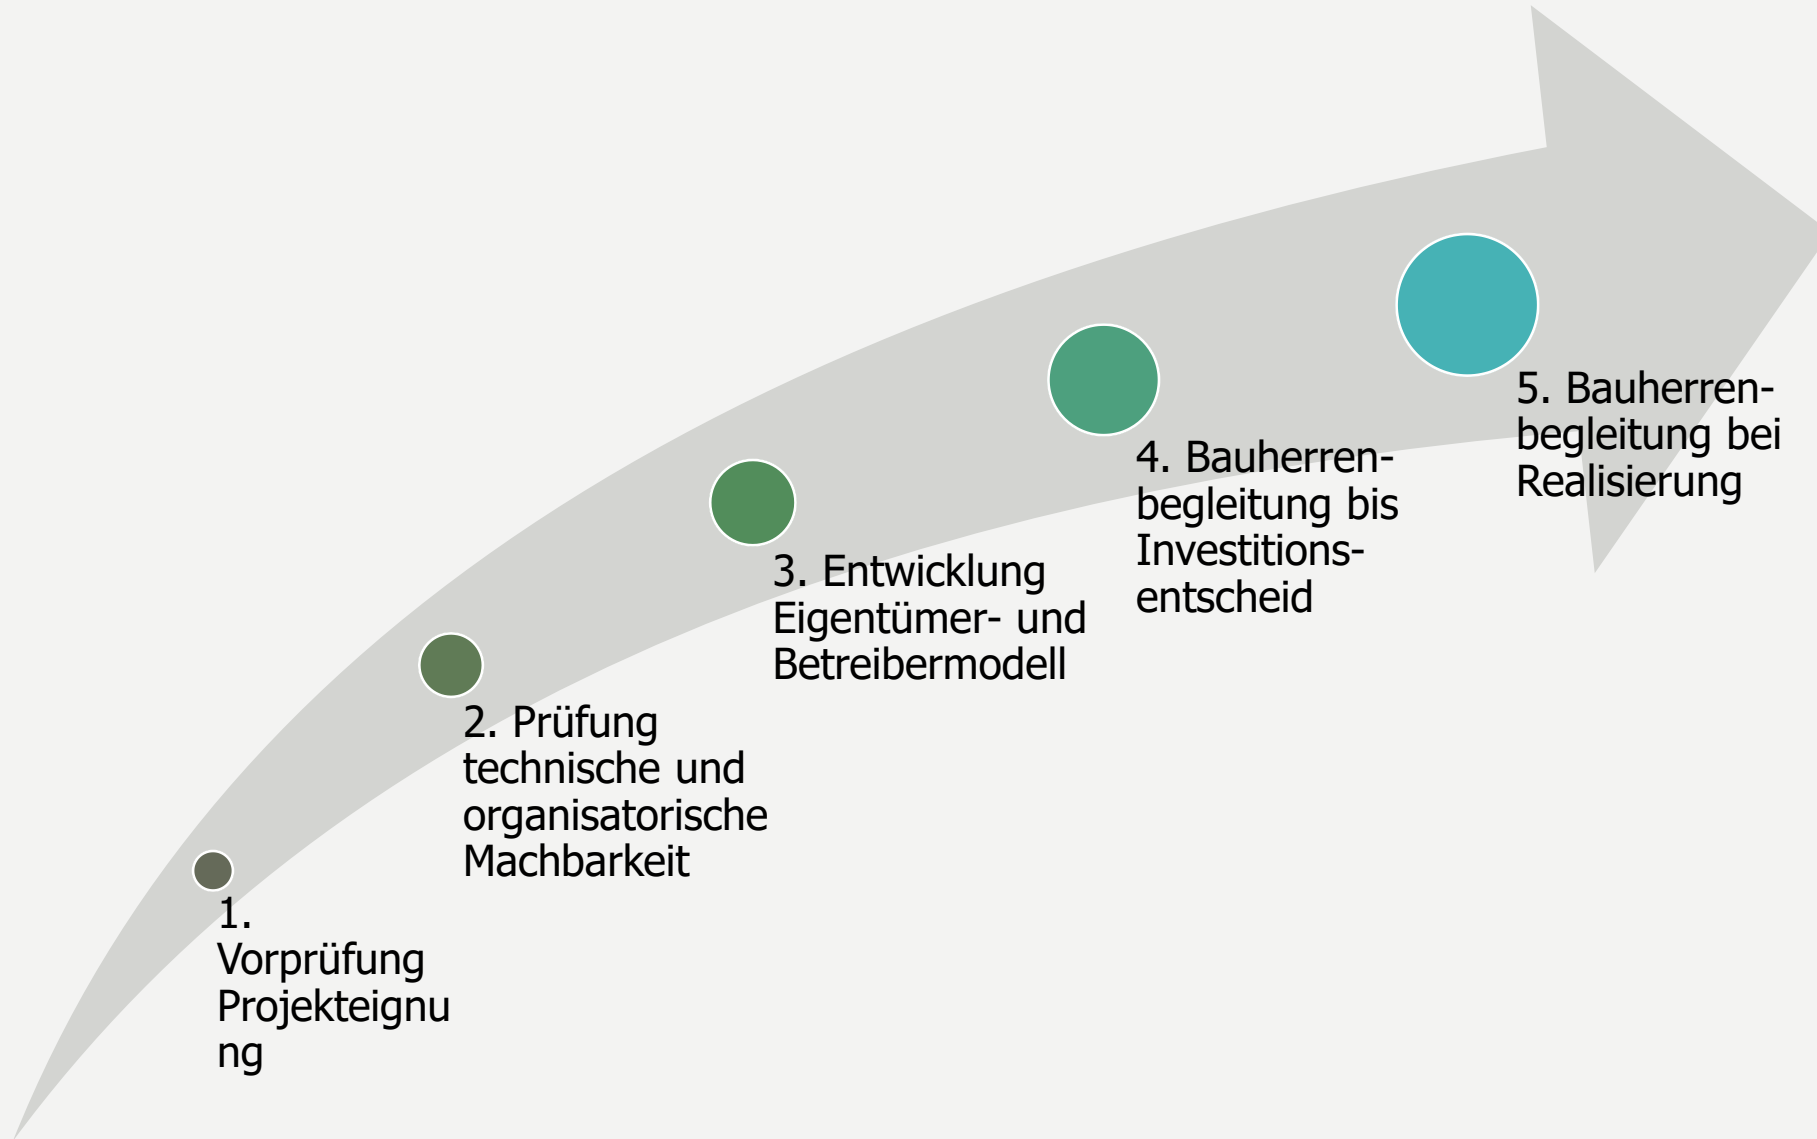 1.
Vorprüfung
Projekteignu
ng
2. Prüfung
technische und
organisatorische
Machbarkeit
3. Entwicklung
Eigentümer- und
Betreibermodell
4. Bauherren-
begleitung bis
Investitions-
entscheid
5. Bauherren-
begleitung bei
Realisierung